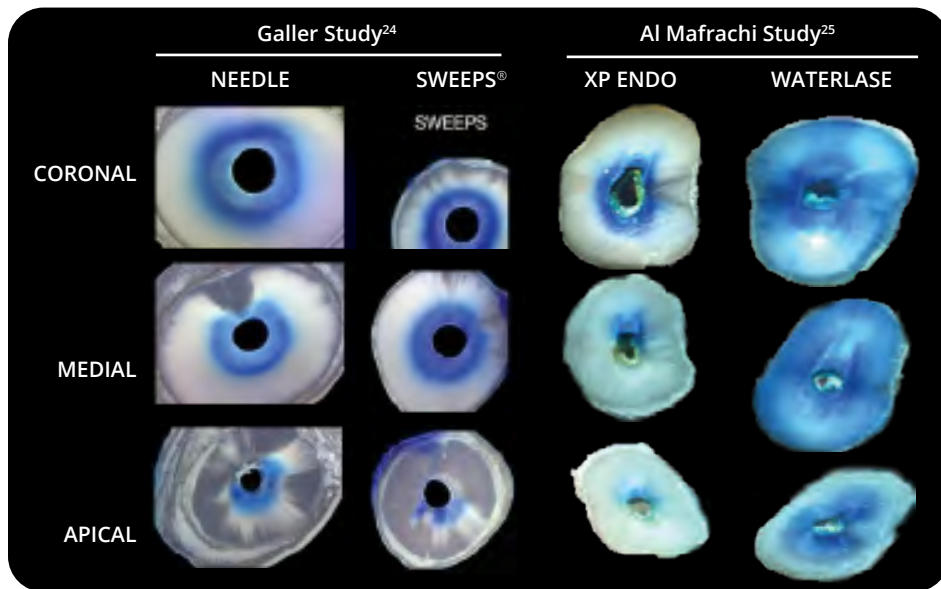 Galler Study²⁴
Al Mafrachi Study²⁵
NEEDLE
SWEEPS®
XP ENDO
WATERLASE
SWEEPS
CORONAL
MEDIAL
APICAL